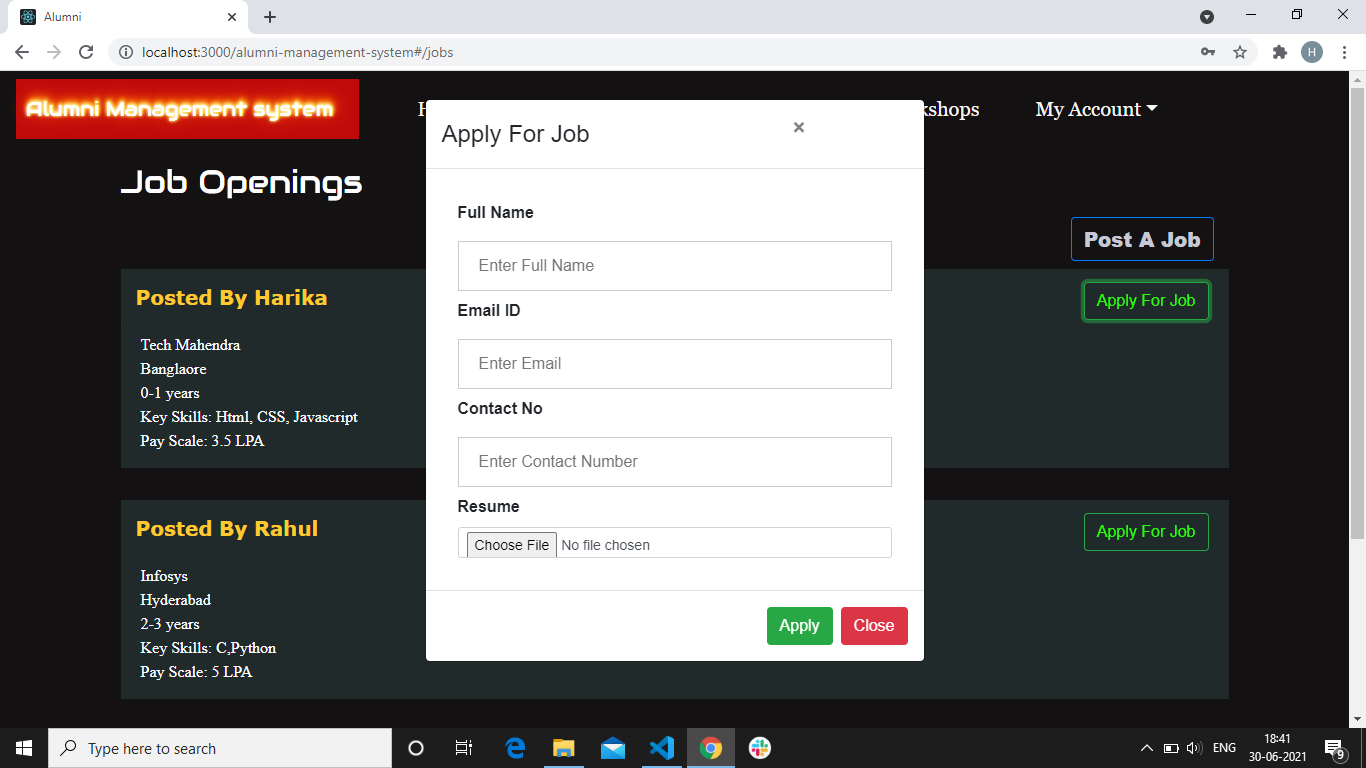 Alumni
localhost:3000/alumni-management-system#/jobs
H
Alumni Management system
kshops
My Account
Job Openings
Post A Job
Posted By Harika
Apply For Job
Tech Mahendra
Banglaore
0-1 years
Key Skills: Html, CSS, Javascript
Pay Scale: 3.5 LPA
Posted By Rahul
Apply For Job
Infosys
Hyderabad
2-3 years
Key Skills: C,Python
Pay Scale: 5 LPA
Apply For Job
×
Full Name
Enter Full Name
Email ID
Enter Email
Contact No
Enter Contact Number
Resume
Choose File No file chosen
Apply Close
Type here to search
ENG
18:41
30-06-2021
9